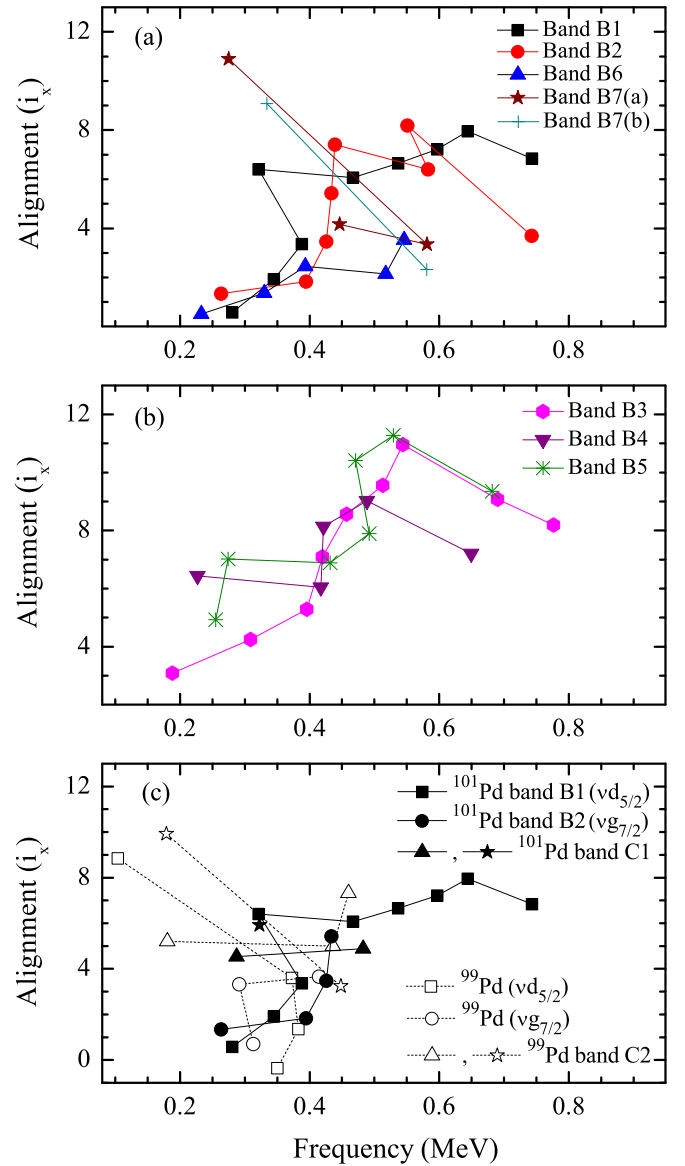 (a)
Band B1
Band B2
Band B6
Band B7(a)
Band B7(b)
Alignment (i_x)
12
8
4
0.2 0.4 0.6 0.8
(b)
Band B3
Band B4
Band B5
Alignment (i_x)
12
8
4
0.2 0.4 0.6 0.8
(c)
¹⁰¹Pd band B1 (νd₅/₂)
¹⁰¹Pd band B2 (νg₇/₂)
, ¹⁰¹Pd band C1
⁹⁹Pd (νd₅/₂)
⁹⁹Pd (νg₇/₂)
, ⁹⁹Pd band C2
Alignment (i_x)
12
8
4
0
0.2 0.4 0.6 0.8
Frequency (MeV)